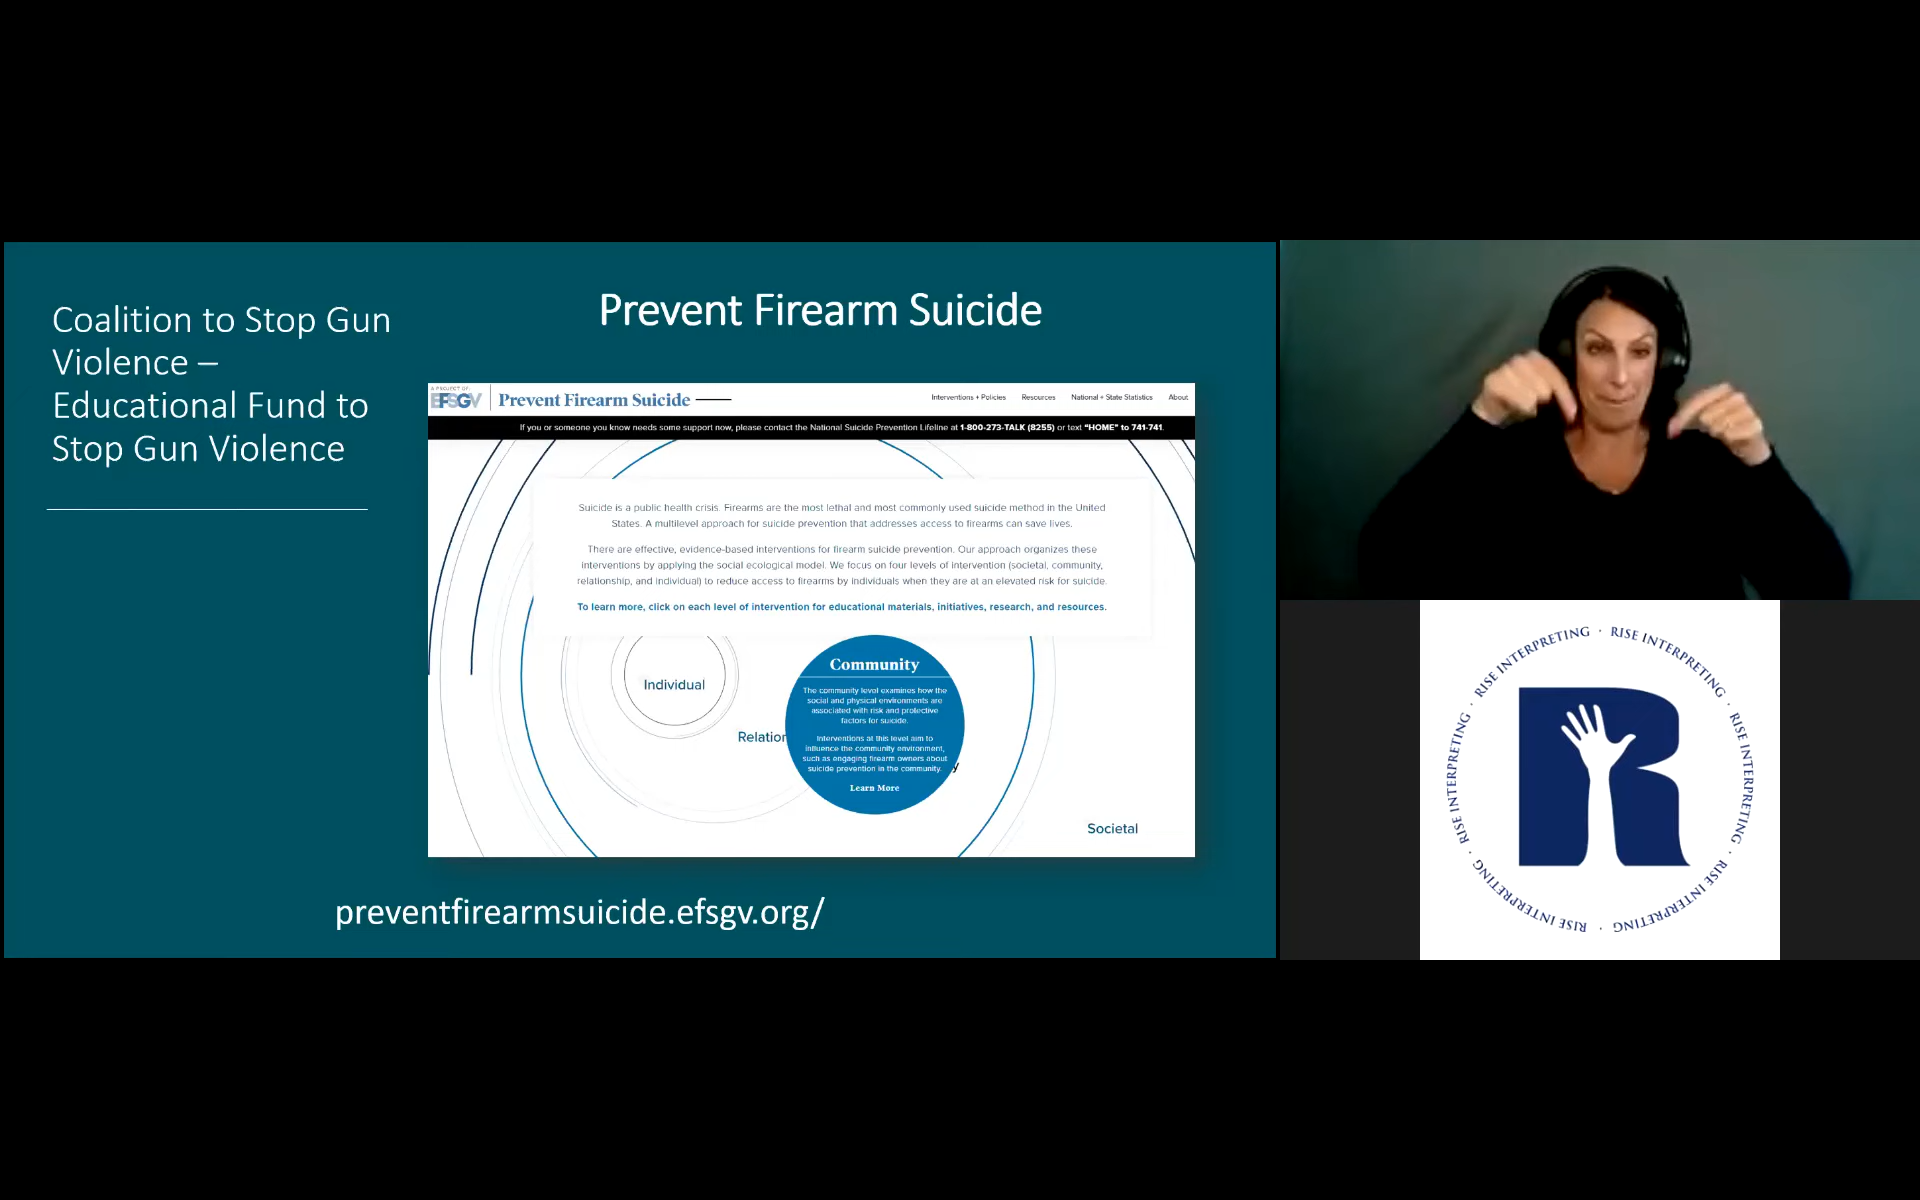 Coalition to Stop Gun
Violence –
Educational Fund to
Stop Gun Violence
Prevent Firearm Suicide
A PROJECT OF:
EFSGV
Prevent Firearm Suicide
Interventions + Policies
Resources
National + State Statistics
About
If you or someone you know needs some support now, please contact the National Suicide Prevention Lifeline at 1-800-273-TALK (8255) or text "HOME" to 741-741.
Suicide is a public health crisis. Firearms are the most lethal and most commonly used suicide method in the United
States. A multilevel approach for suicide prevention that addresses access to firearms can save lives.
There are effective, evidence-based interventions for firearm suicide prevention. Our approach organizes these
interventions by applying the social ecological model. We focus on four levels of intervention (societal, community,
relationship, and individual) to reduce access to firearms by individuals when they are at an elevated risk for suicide.
To learn more, click on each level of intervention for educational materials, initiatives, research, and resources.
Individual
Relation
Community
The community level examines how the
social and physical environments are
associated with risk and protective
factors for suicide.
Interventions at this level aim to
influence the community environment,
such as engaging firearm owners about
suicide prevention in the community.
Learn More
y
Societal
preventfirearmsuicide.efsgv.org/
RISE INTERPRETING · RISE INTERPRETING · RISE INTERPRETING · RISE INTERPRETING · RISE INTERPRETING · RISE INTERPRETING ·
R